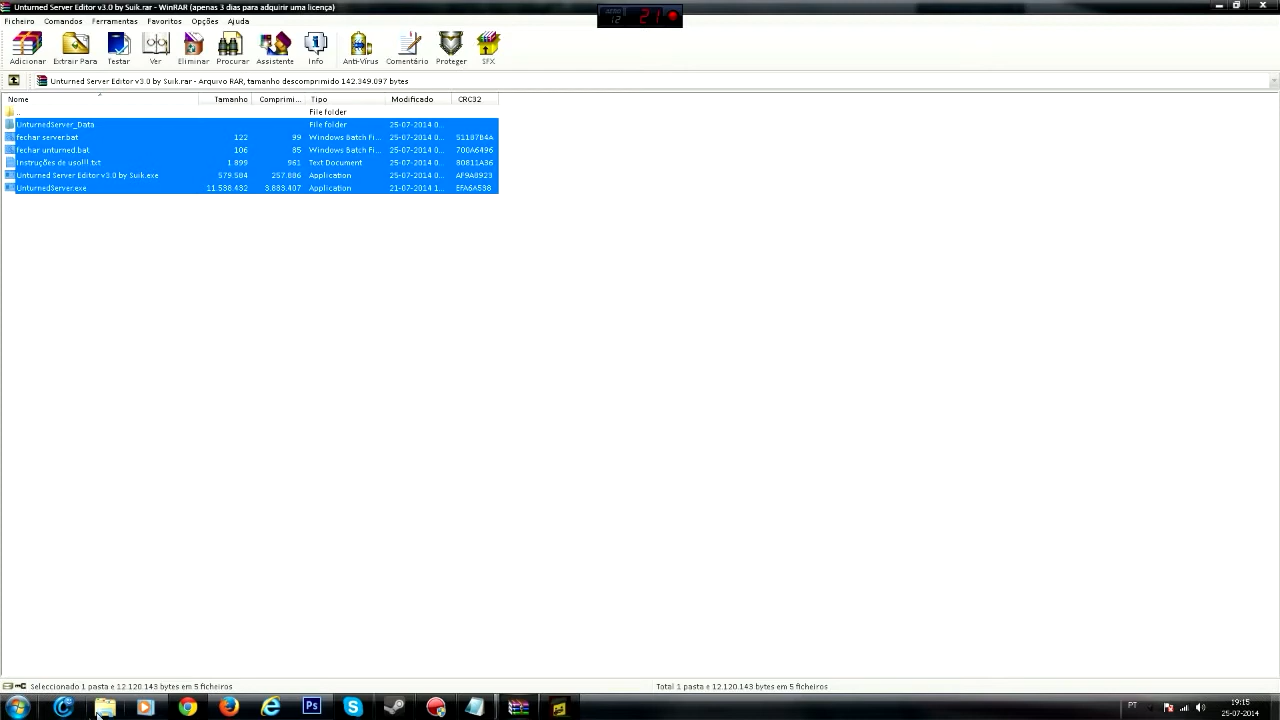 Unturned Server Editor v3.0 by Suik.rar - WinRAR (apenas 3 dias para adquirir uma licença)
Ficheiro Comandos Ferramentas Favoritos Opções Ajuda
12 21
Adicionar Extrair Para Testar Ver Eliminar Procurar Assistente Info Anti-Vírus Comentário Proteger SFX
Unturned Server Editor v3.0 by Suik.rar - Arquivo RAR, tamanho descomprimido 142.349.097 bytes
Nome Tamanho Comprimi... Tipo Modificado CRC32
.. File folder
UnturnedServer_Data File folder 25-07-2014 0...
fechar server.bat 122 99 Windows Batch Fi... 25-07-2014 0...
fechar unturned.bat 106 85 Windows Batch Fi... 25-07-2014 0... 700A6496
Instruções de uso!!!.txt 1.899 961 Text Document 25-07-2014 0... 80811A36
Unturned Server Editor v3.0 by Suik.exe 579.584 257.886 Application 25-07-2014 0...
UnturnedServer.exe 11.538.432 3.883.407 Application 21-07-2014 1... EFA6A538
Seleccionado 1 pasta e 12.120.143 bytes em 5 ficheiros Total 1 pasta e 12.120.143 bytes em 5 ficheiros
Ps PT 19:15
25-07-2014